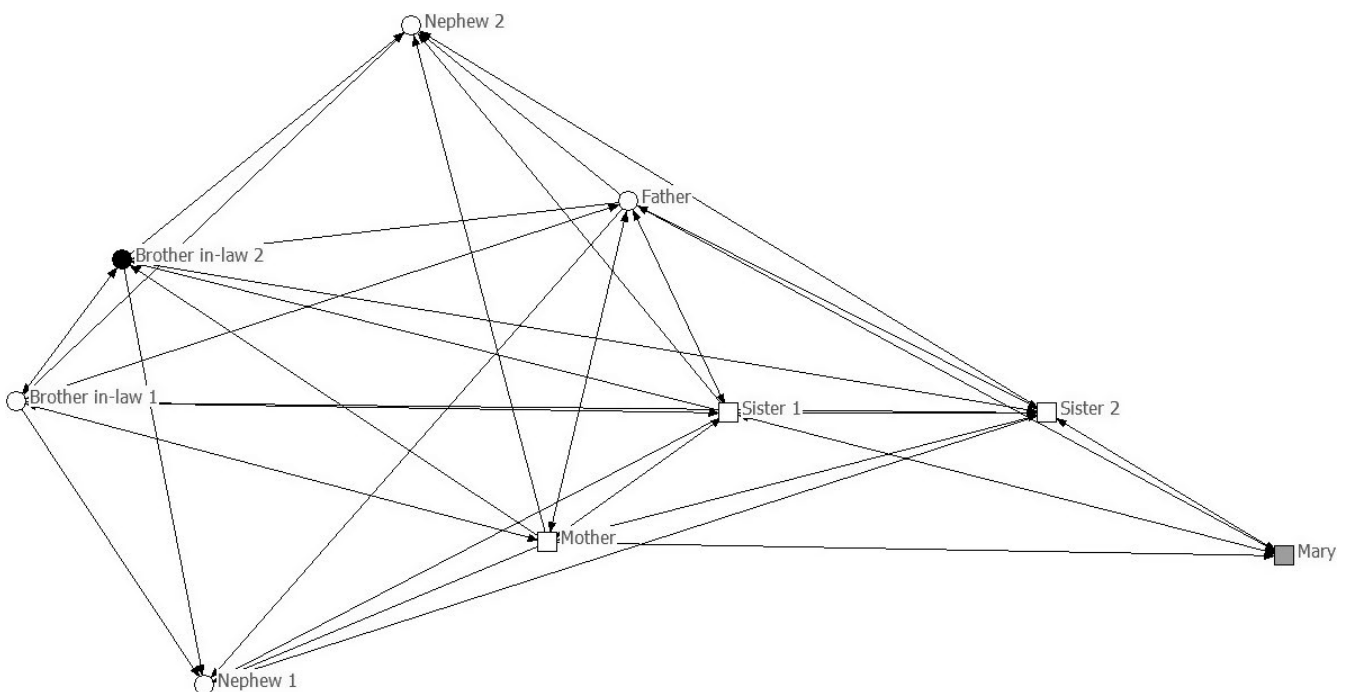 Nephew 2
Father
Brother in-law 2
Brother in-law 1
Sister 1
Sister 2
Mother
Mary
Nephew 1